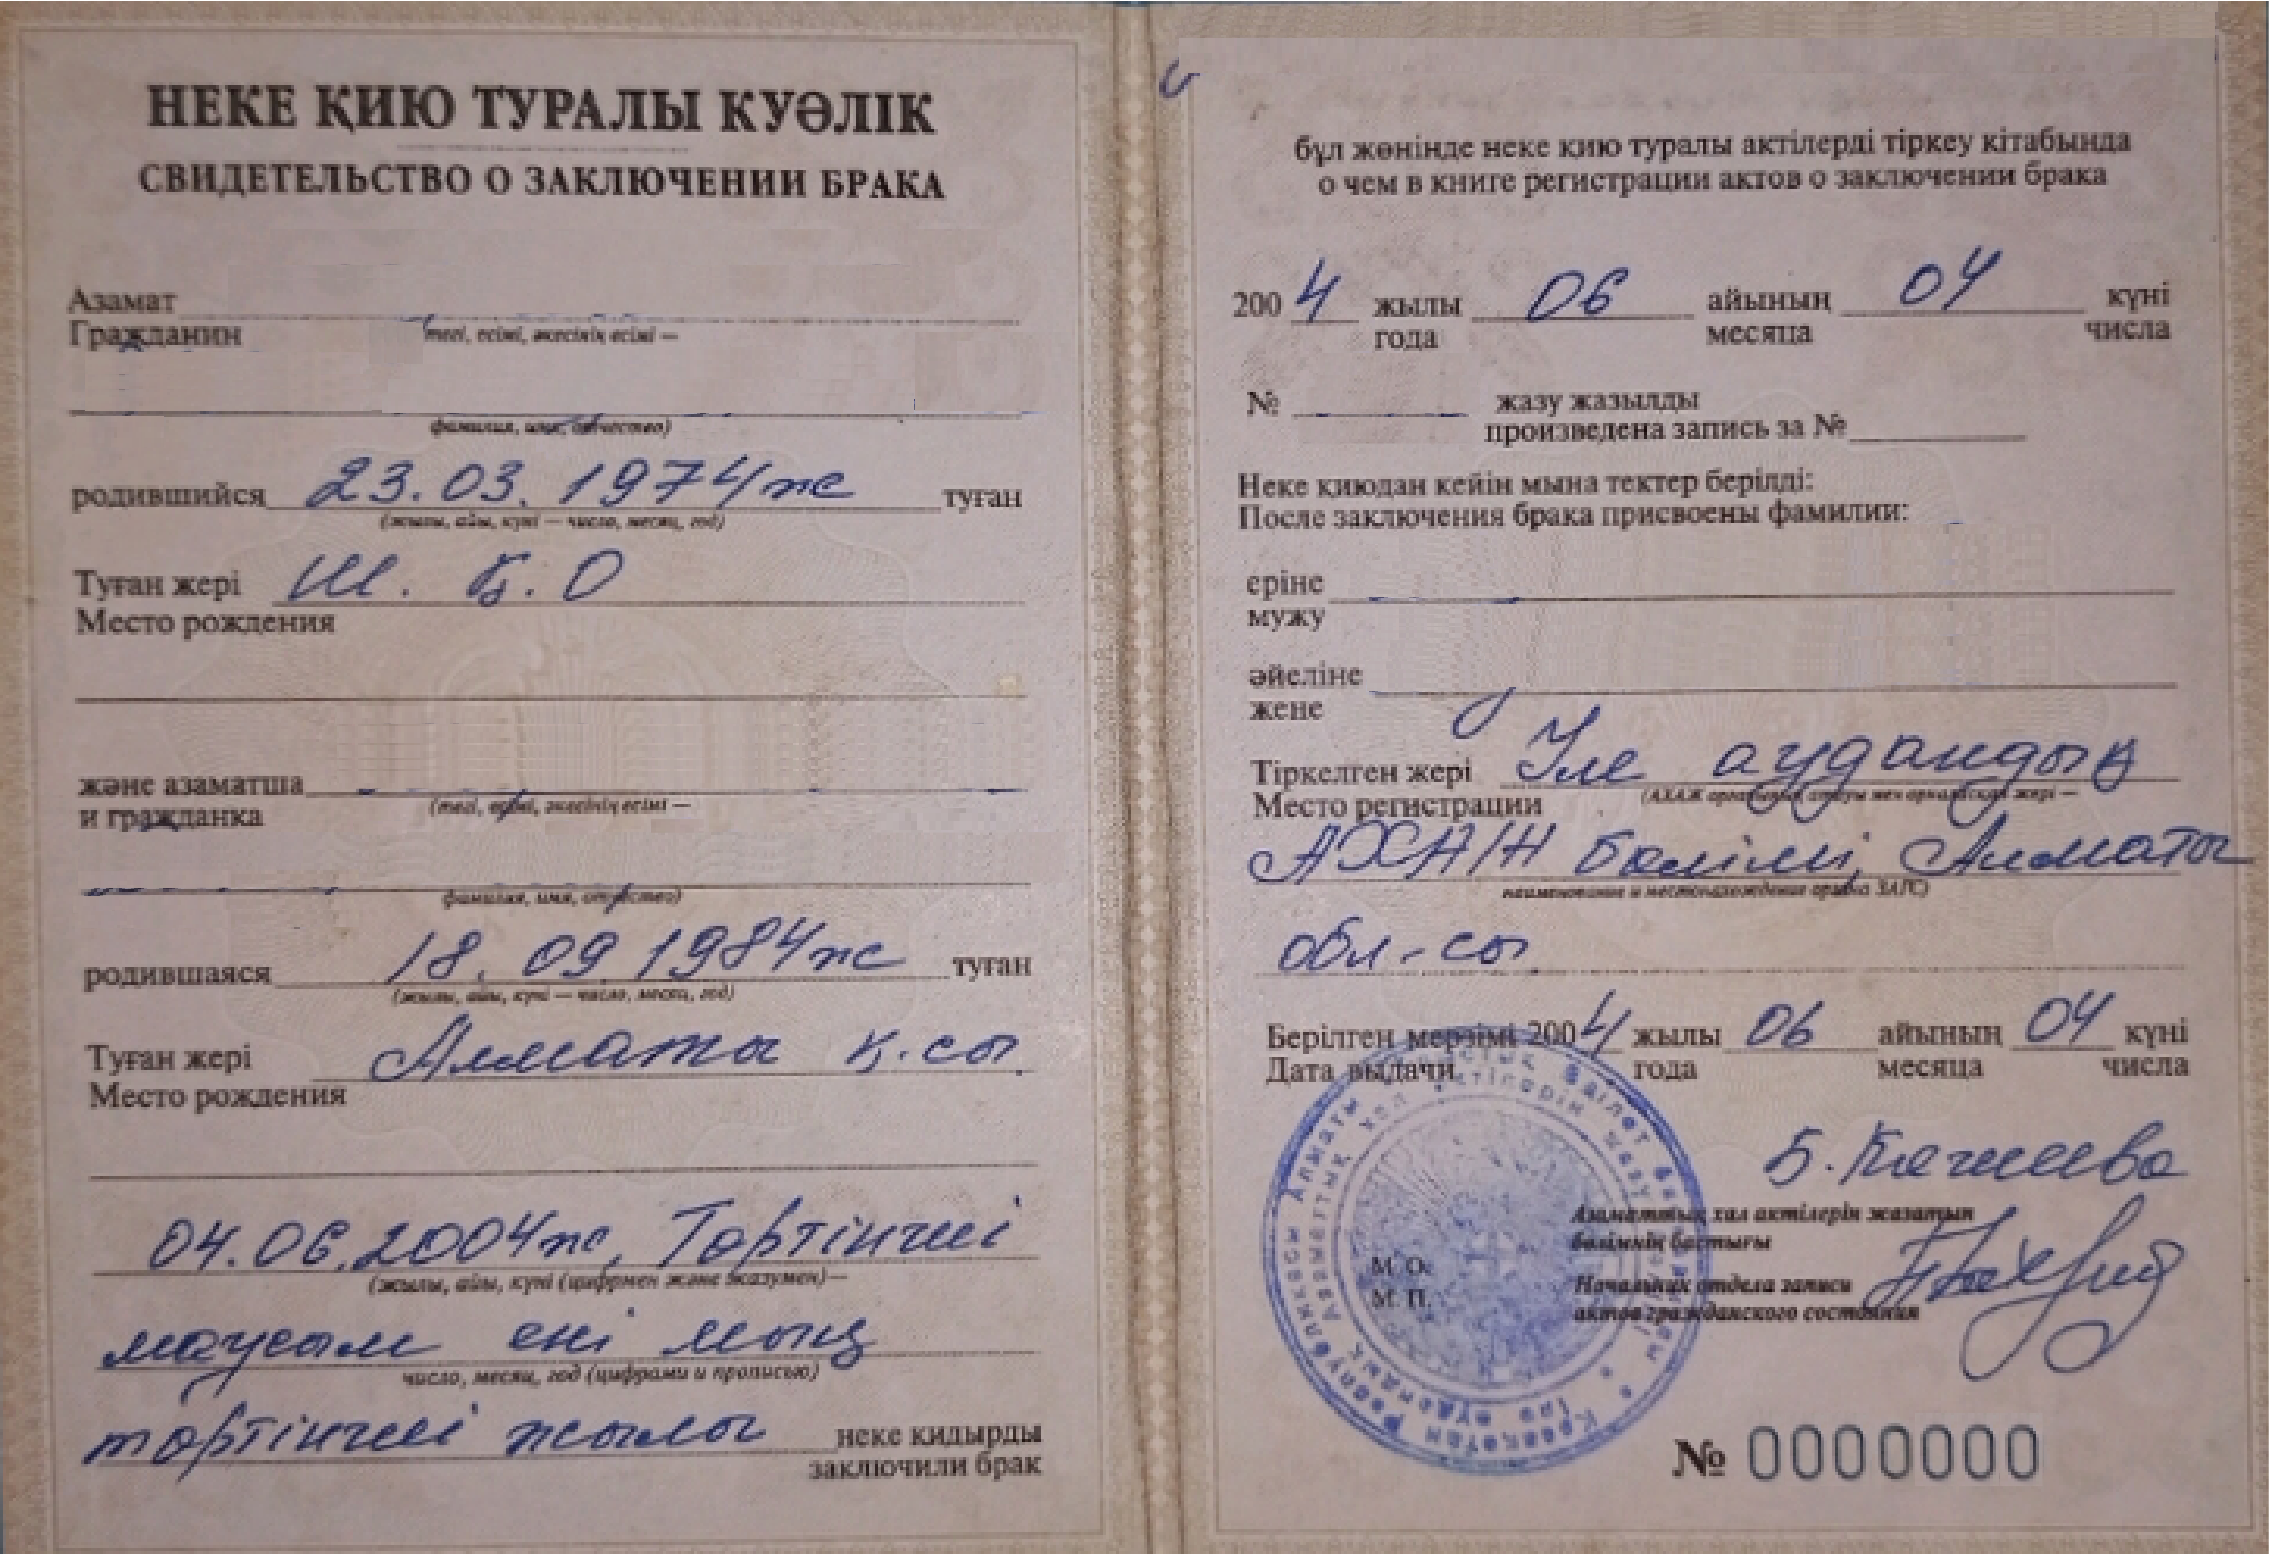 НЕКЕ ҚИЮ ТУРАЛЫ КУӘЛІК
СВИДЕТЕЛЬСТВО О ЗАКЛЮЧЕНИИ БРАКА
Азамат
Гражданин
тегі, есімі, әкесінің есімі —
(фамилия, имя, отчество)
родившийся 23.03.1974ж туған
(жылы, айы, күні — число, месяц, год)
Туған жері Ш. Қ. О
Место рождения
және азаматша
и гражданка
(тегі, есімі, әкесінің есімі —
фамилия, имя, отчество)
родившаяся 18.09.1984ж туған
(жылы, айы, күні — число, месяц, год)
Туған жері Алматы қ.сы.
Место рождения
04.06.2004ж, Төртінші
(жылы, айы, күні (цифрмен және жазумен)—
маусым екі мың
число, месяц, год (цифрами и прописью)
төртінші жылы неке қидырды
заключили брак
бұл жөнінде неке қию туралы актілерді тіркеу кітабында
о чем в книге регистрации актов о заключении брака
2004 жылы 06 айының 04 күні
года месяца числа
№ жазу жазылды
произведена запись за №
Неке қиюдан кейін мына тектер берілді:
После заключения брака присвоены фамилии:
еріне
мужу
әйеліне
жене
Тіркелген жері Іле аудандық
Место регистрации
(АХАЖ органының атауы мен орналасқан жері —
АХАЖ бөлімі, Алматы
наименование и местонахождение органа ЗАГС)
обл-сы
Берілген мерзімі 2004 жылы 06 айының 04 күні
Дата выдачи года месяца числа
Азаматтық хал актілерін жазатын
бөлімнің бастығы
М. О.
Начальник отдела записи
М. П.
актов гражданского состояния
№ 0000000